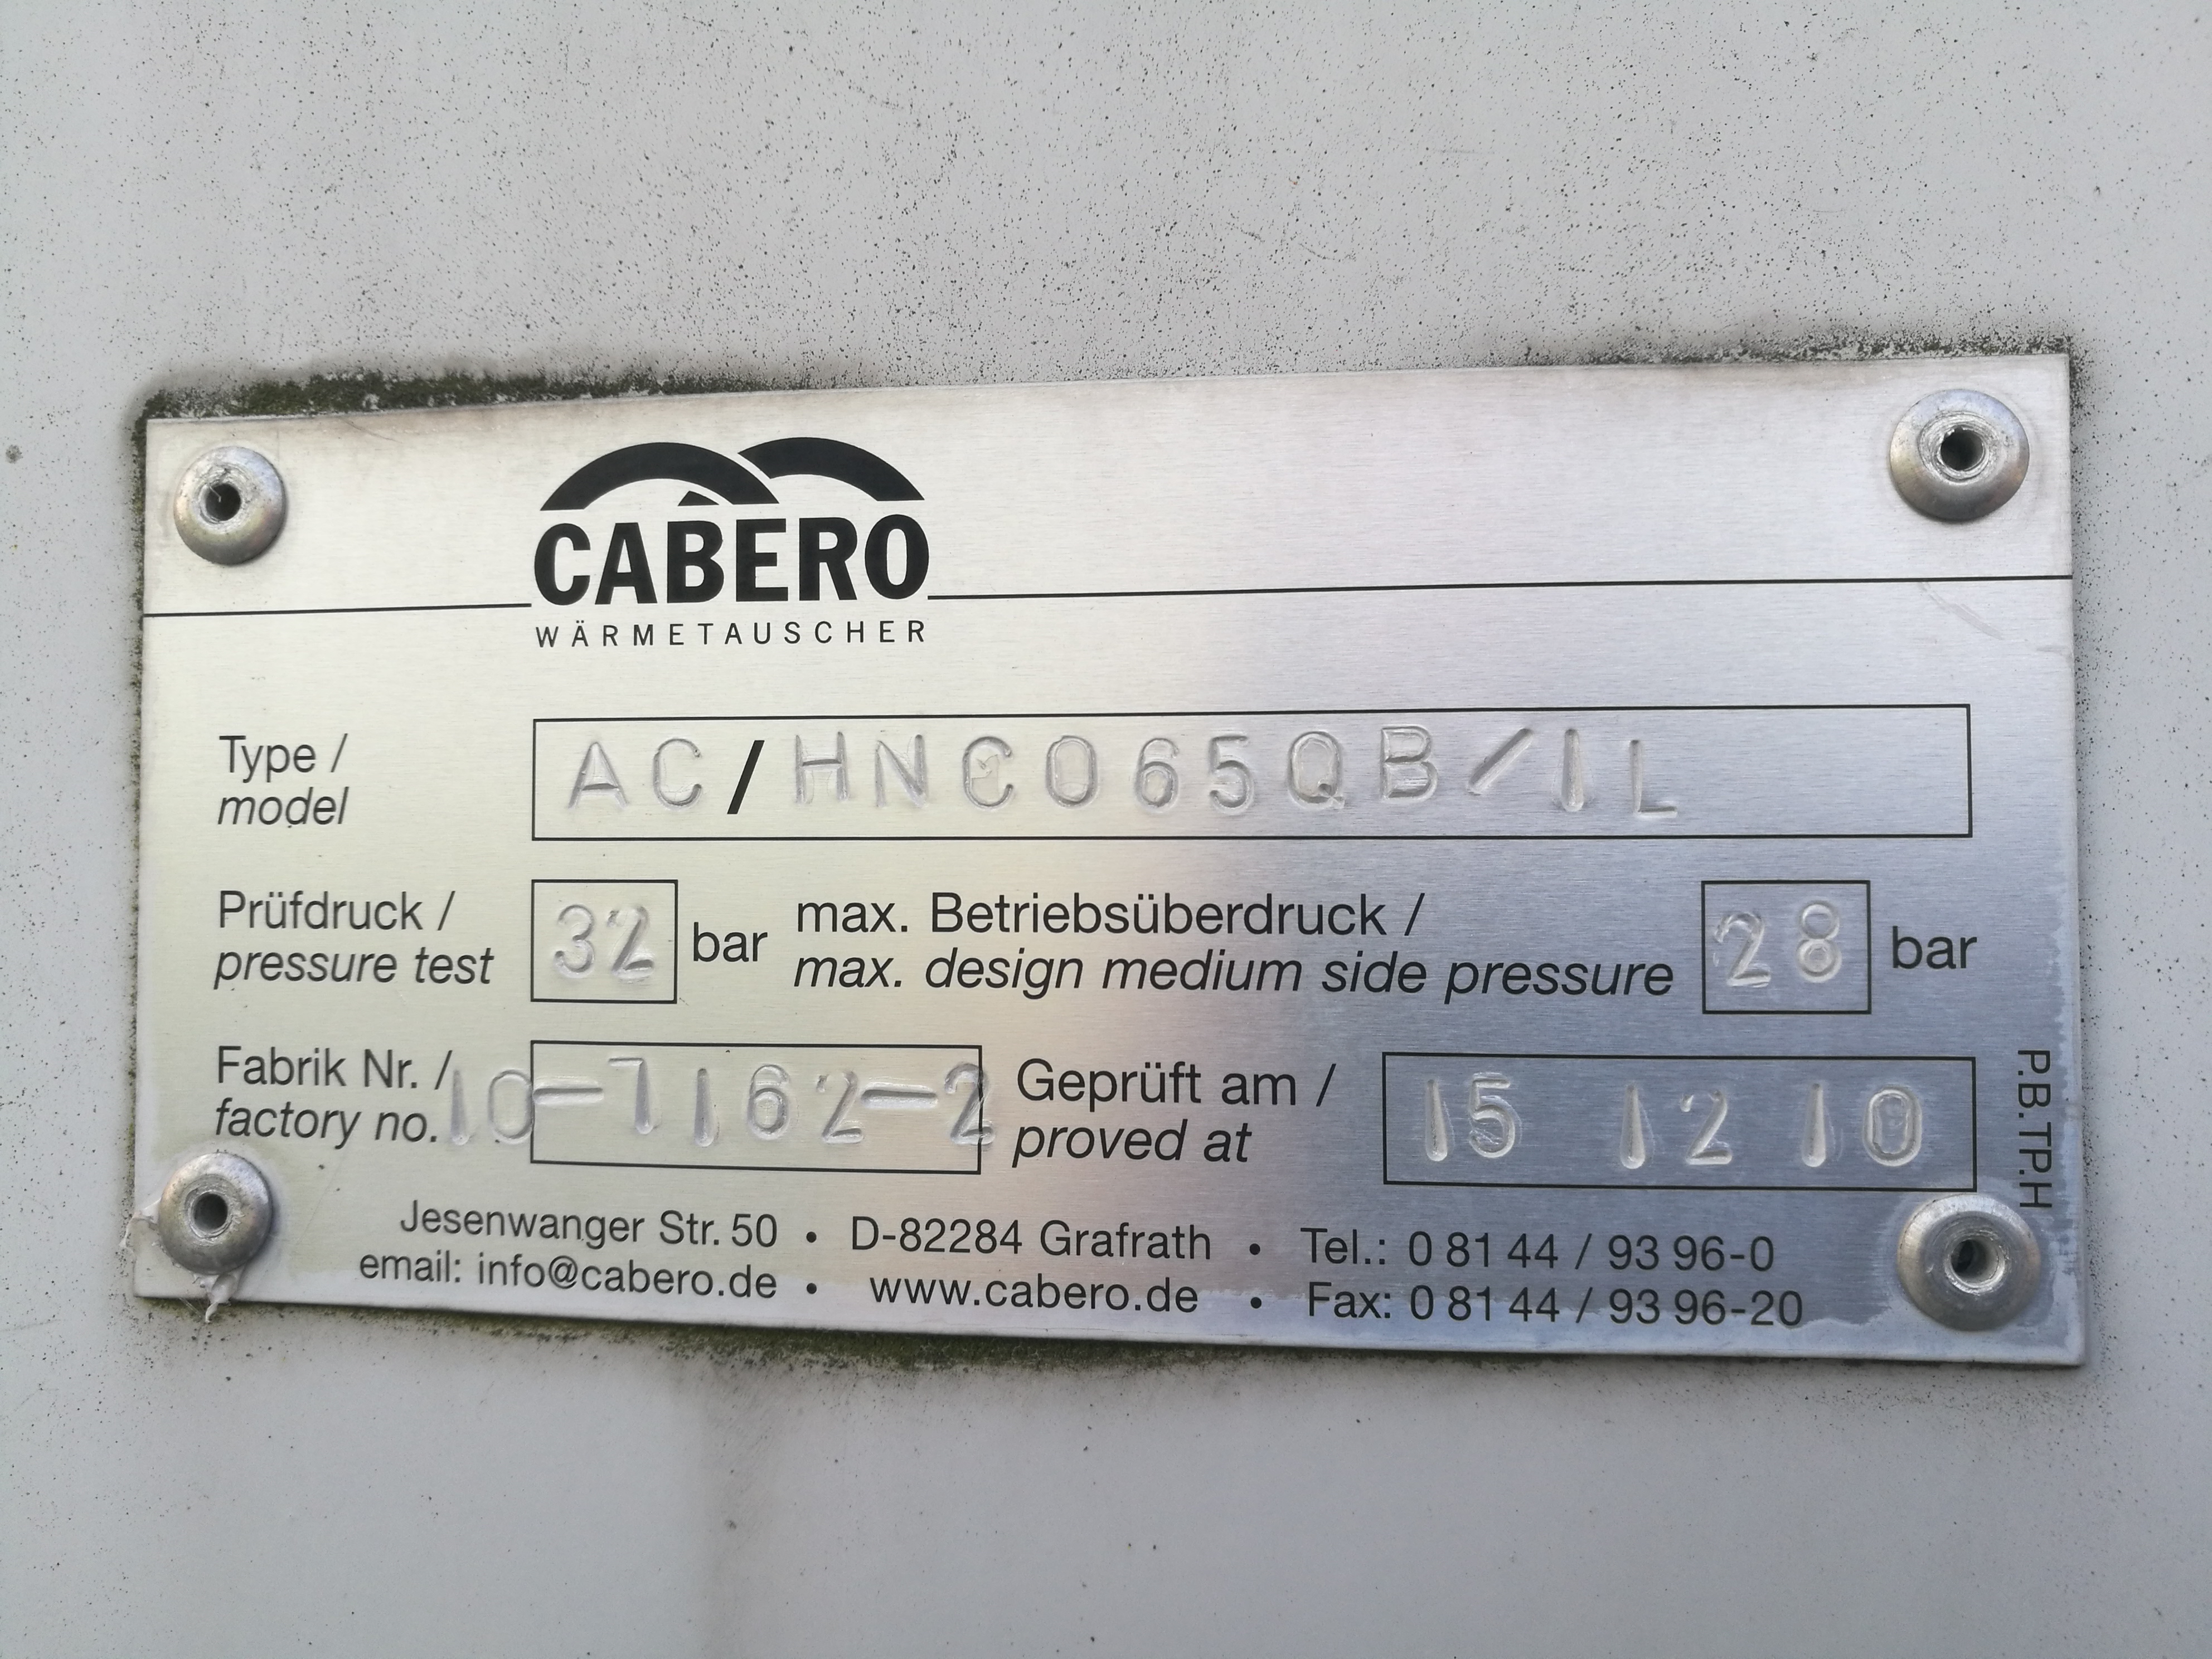 CABERO
WÄRMETAUSCHER
Type /
model
AC/HNC065QB/1L
Prüfdruck /
pressure test
32 bar
max. Betriebsüberdruck /
max. design medium side pressure
28 bar
Fabrik Nr. /
factory no.
10-7162-2
Geprüft am /
proved at
15 12 10
P.B.TP.H
Jesenwanger Str. 50 • D-82284 Grafrath • Tel.: 0 81 44 / 93 96-0
email: info@cabero.de • www.cabero.de • Fax: 0 81 44 / 93 96-20